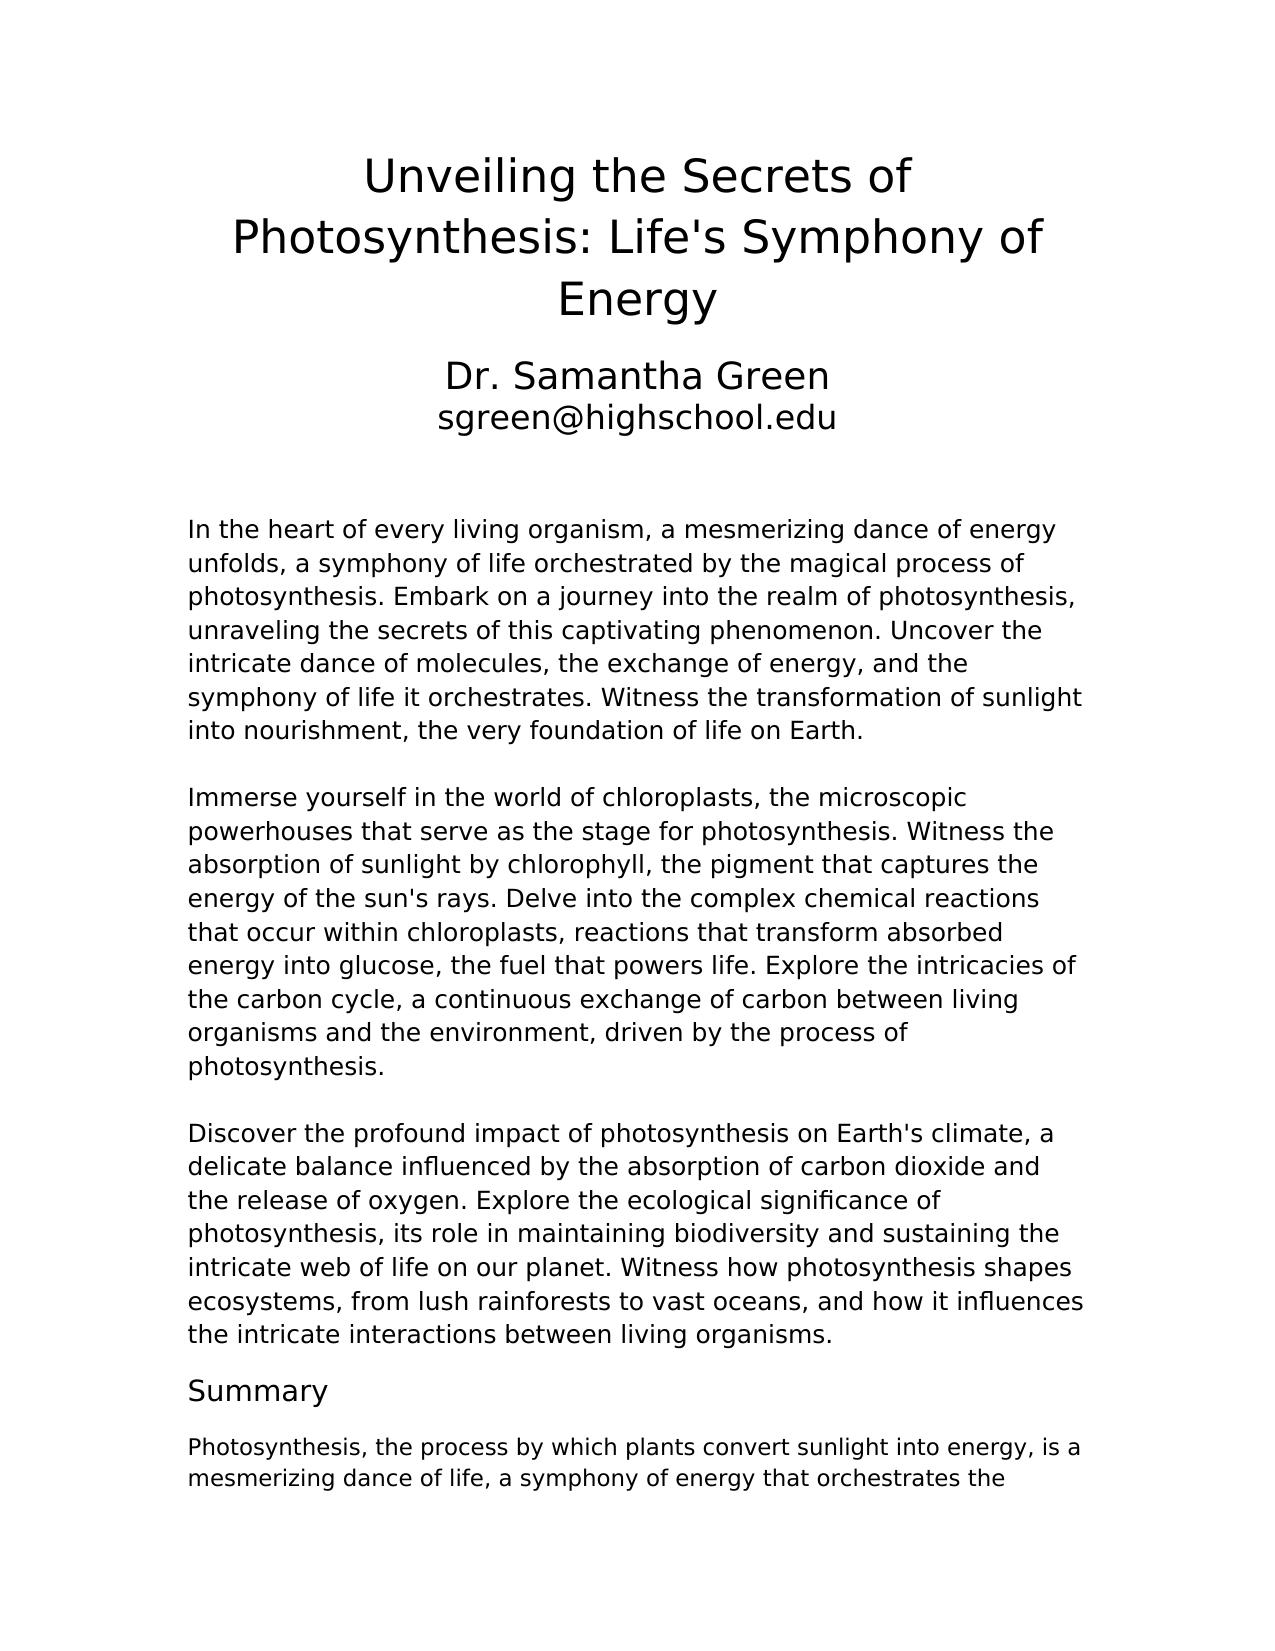 Unveiling the Secrets of
Photosynthesis: Life's Symphony of
Energy
Dr. Samantha Green
sgreen@highschool.edu
In the heart of every living organism, a mesmerizing dance of energy
unfolds, a symphony of life orchestrated by the magical process of
photosynthesis. Embark on a journey into the realm of photosynthesis,
unraveling the secrets of this captivating phenomenon. Uncover the
intricate dance of molecules, the exchange of energy, and the
symphony of life it orchestrates. Witness the transformation of sunlight
into nourishment, the very foundation of life on Earth.
Immerse yourself in the world of chloroplasts, the microscopic
powerhouses that serve as the stage for photosynthesis. Witness the
absorption of sunlight by chlorophyll, the pigment that captures the
energy of the sun's rays. Delve into the complex chemical reactions
that occur within chloroplasts, reactions that transform absorbed
energy into glucose, the fuel that powers life. Explore the intricacies of
the carbon cycle, a continuous exchange of carbon between living
organisms and the environment, driven by the process of
photosynthesis.
Discover the profound impact of photosynthesis on Earth's climate, a
delicate balance influenced by the absorption of carbon dioxide and
the release of oxygen. Explore the ecological significance of
photosynthesis, its role in maintaining biodiversity and sustaining the
intricate web of life on our planet. Witness how photosynthesis shapes
ecosystems, from lush rainforests to vast oceans, and how it influences
the intricate interactions between living organisms.
Summary
Photosynthesis, the process by which plants convert sunlight into energy, is a
mesmerizing dance of life, a symphony of energy that orchestrates the